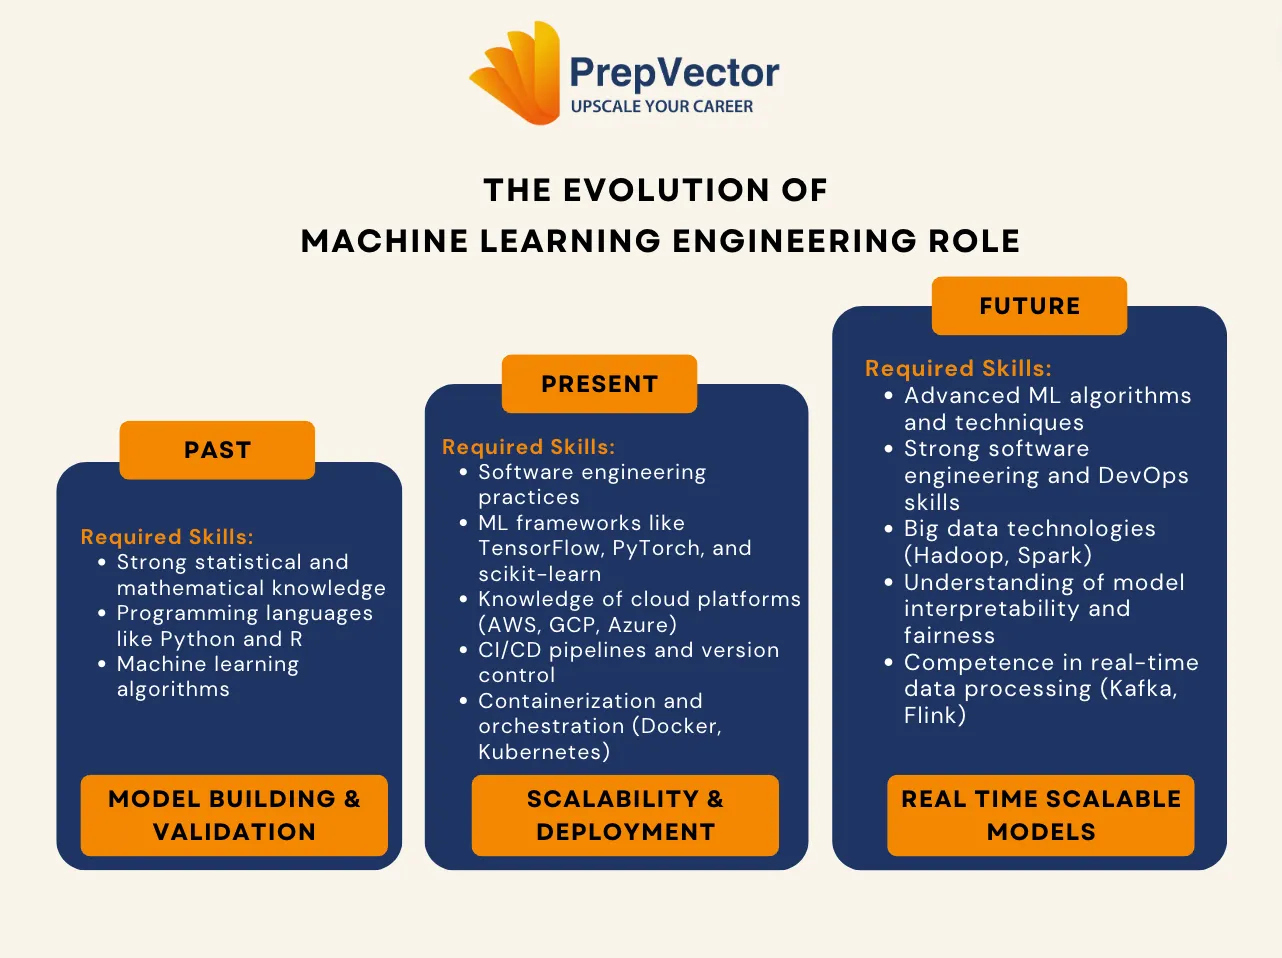 PrepVector
UPSCALE YOUR CAREER
THE EVOLUTION OF
MACHINE LEARNING ENGINEERING ROLE
PAST
Required Skills:
• Strong statistical and
mathematical knowledge
• Programming languages
like Python and R
• Machine learning
algorithms
MODEL BUILDING &
VALIDATION
PRESENT
Required Skills:
• Software engineering
practices
• ML frameworks like
TensorFlow, PyTorch, and
scikit-learn
• Knowledge of cloud platforms
(AWS, GCP, Azure)
• CI/CD pipelines and version
control
• Containerization and
orchestration (Docker,
Kubernetes)
SCALABILITY &
DEPLOYMENT
FUTURE
Required Skills:
• Advanced ML algorithms
and techniques
• Strong software
engineering and DevOps
skills
• Big data technologies
(Hadoop, Spark)
• Understanding of model
interpretability and
fairness
• Competence in real-time
data processing (Kafka,
Flink)
REAL TIME SCALABLE
MODELS